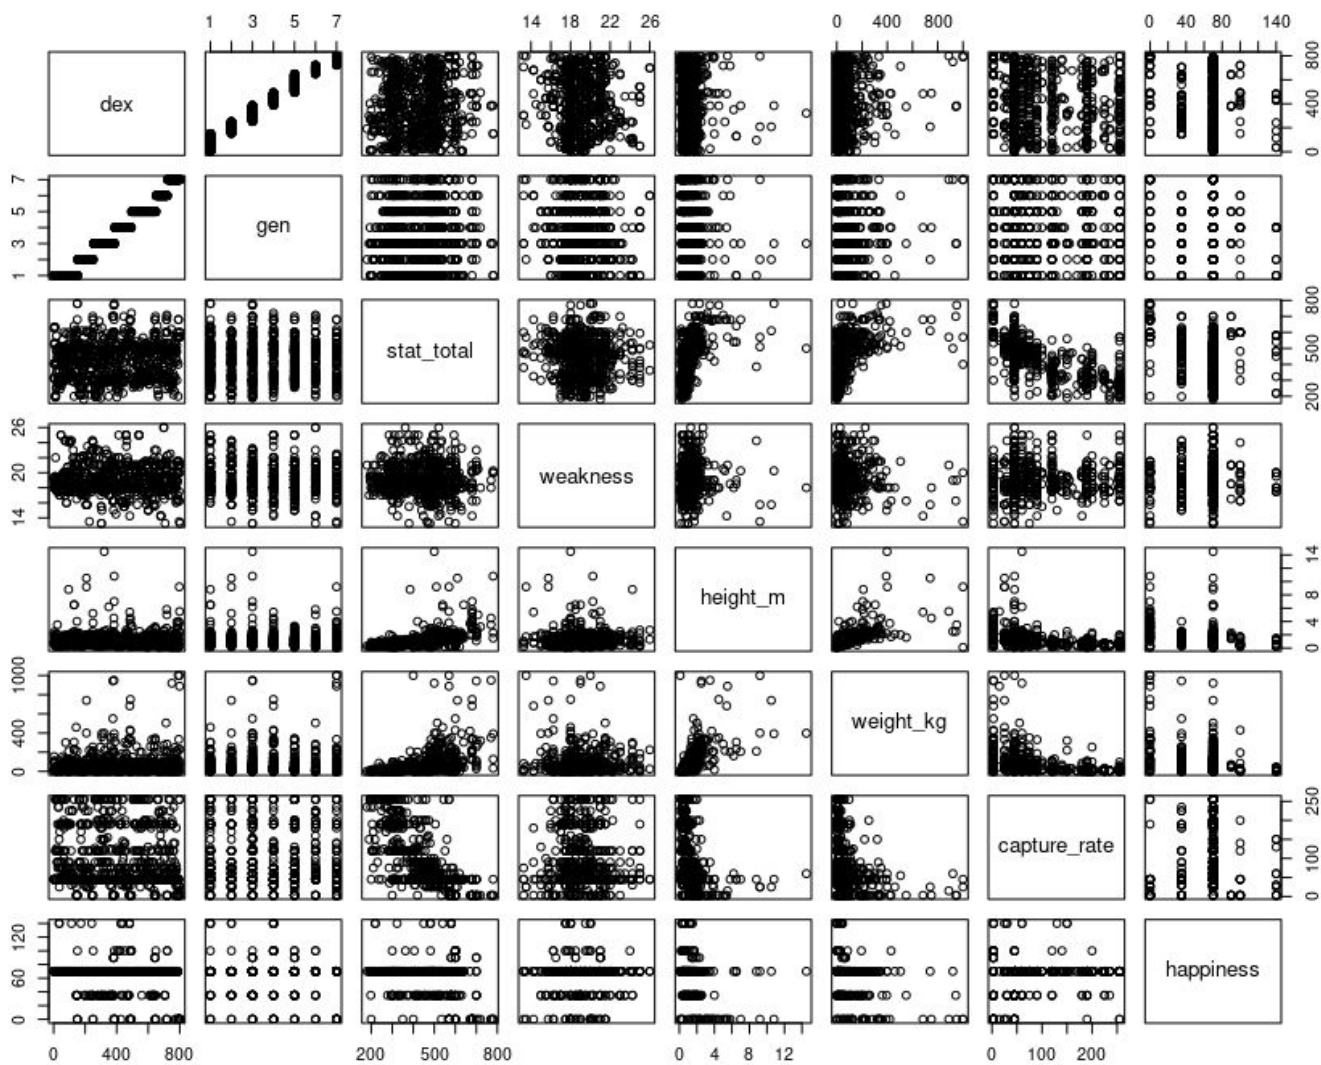 1 3 5 7 14 18 22 26 0 400 800 0 40 80 140
dex 0 400 800
1 3 5 7 gen
stat_total 200 500 800
14 20 26 weakness
height_m 0 4 8 14
0 400 1000 weight_kg
capture_rate 0 100 250
0 60 120 happiness
0 400 800 200 500 800 0 4 8 12 0 100 200